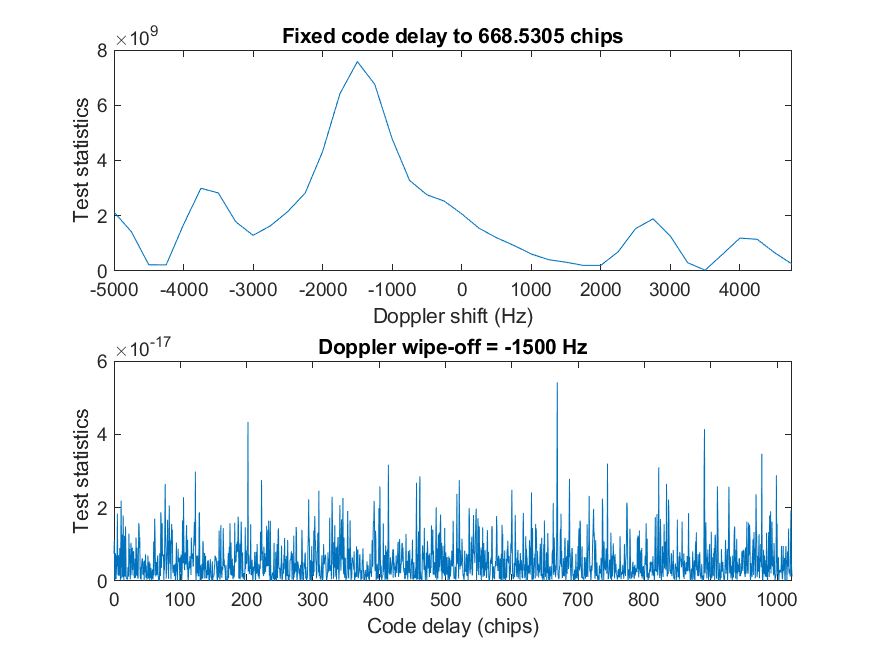 ×10^9
Fixed code delay to 668.5305 chips
8
6
4
2
0
Test statistics
-5000 -4000 -3000 -2000 -1000 0 1000 2000 3000 4000
Doppler shift (Hz)
×10^-17
Doppler wipe-off = -1500 Hz
6
4
2
0
Test statistics
0 100 200 300 400 500 600 700 800 900 1000
Code delay (chips)